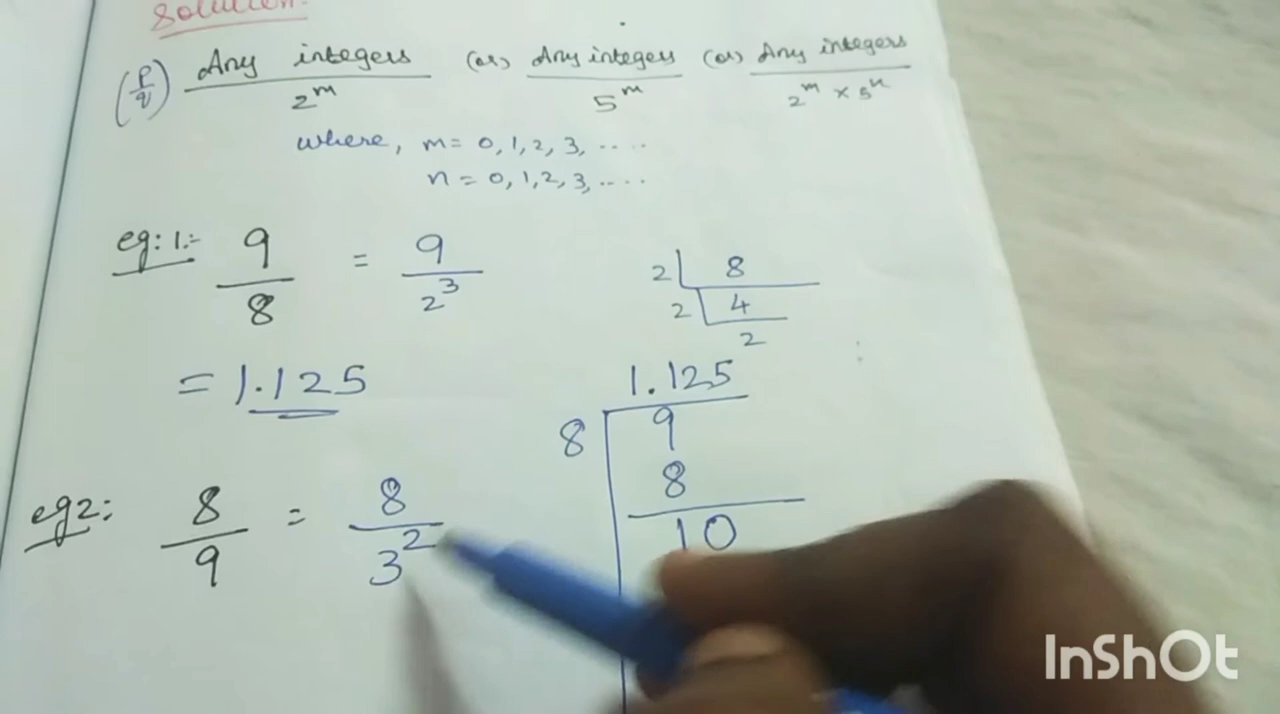 Solution:
(p/q) Any integers / 2^m (or) Any integers / 5^m (or) Any integers / 2^m × 5^n
where, m = 0, 1, 2, 3, .....
n = 0, 1, 2, 3, .....
eg: 1:- 9/8 = 9/2^3
2 | 8
2 | 4
2
= 1.125
1.125
8 | 9
8
10
eg2: 8/9 = 8/3^2
InShOt